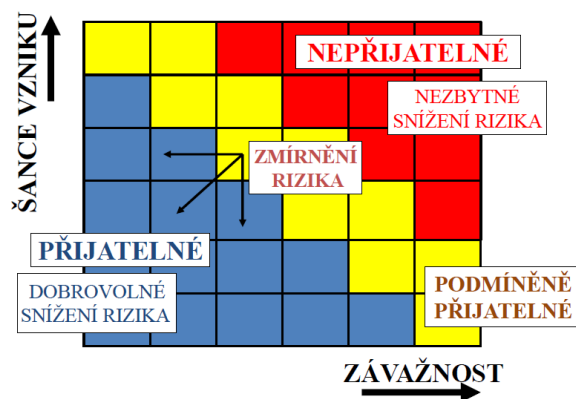 ŠANCE VZNIKU
NEPŘIJATELNÉ
NEZBYTNÉ
SNÍŽENÍ RIZIKA
ZMÍRNĚNÍ
RIZIKA
PŘIJATELNÉ
DOBROVOLNÉ
SNÍŽENÍ RIZIKA
PODMÍNĚNĚ
PŘIJATELNÉ
ZÁVAŽNOST